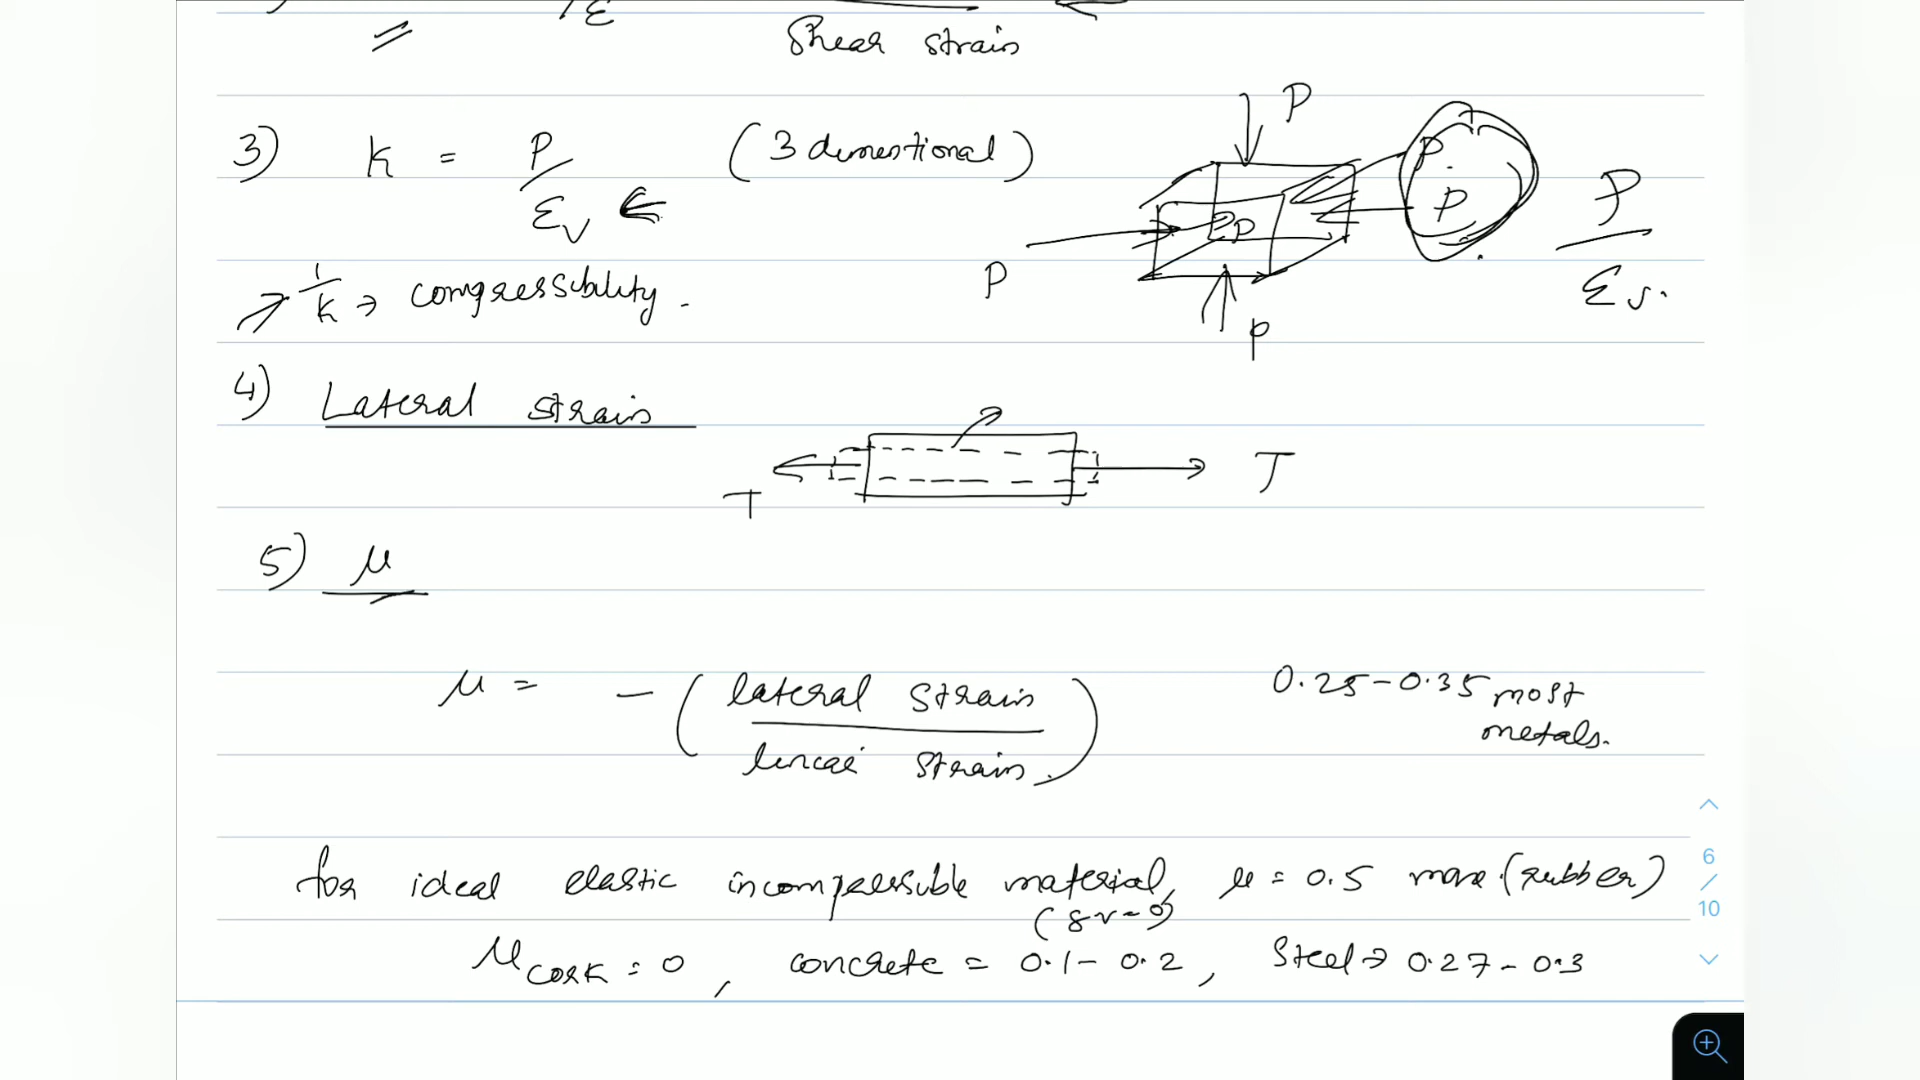 /ε
Shear strain
3) K = P/εv (3 dimentional)
P
P
P
P
P
P
P/εv.
1/K → compressibility.
4) Lateral strain
T
T
5) μ
μ = - (lateral strain / linear strain)
0.25-0.35 most
metals.
for ideal elastic incompressible material, μ = 0.5 max. (rubber)
(εv=0)
μ cork = 0, concrete = 0.1 - 0.2, Steel → 0.27 - 0.3
6
/
10